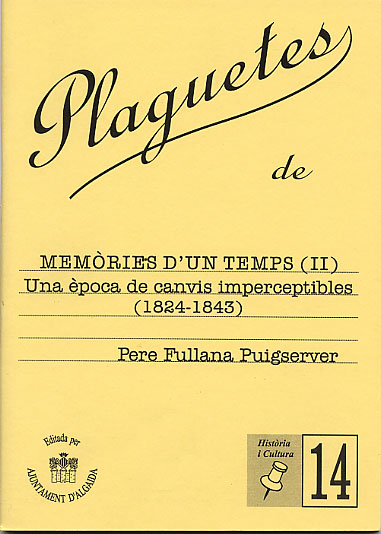 Plaguetes
de
MEMÒRIES D'UN TEMPS (II)
Una època de canvis imperceptibles
(1824-1843)
Pere Fullana Puigserver
Editada per
AJUNTAMENT D'ALGAIDA
Història
i Cultura
14